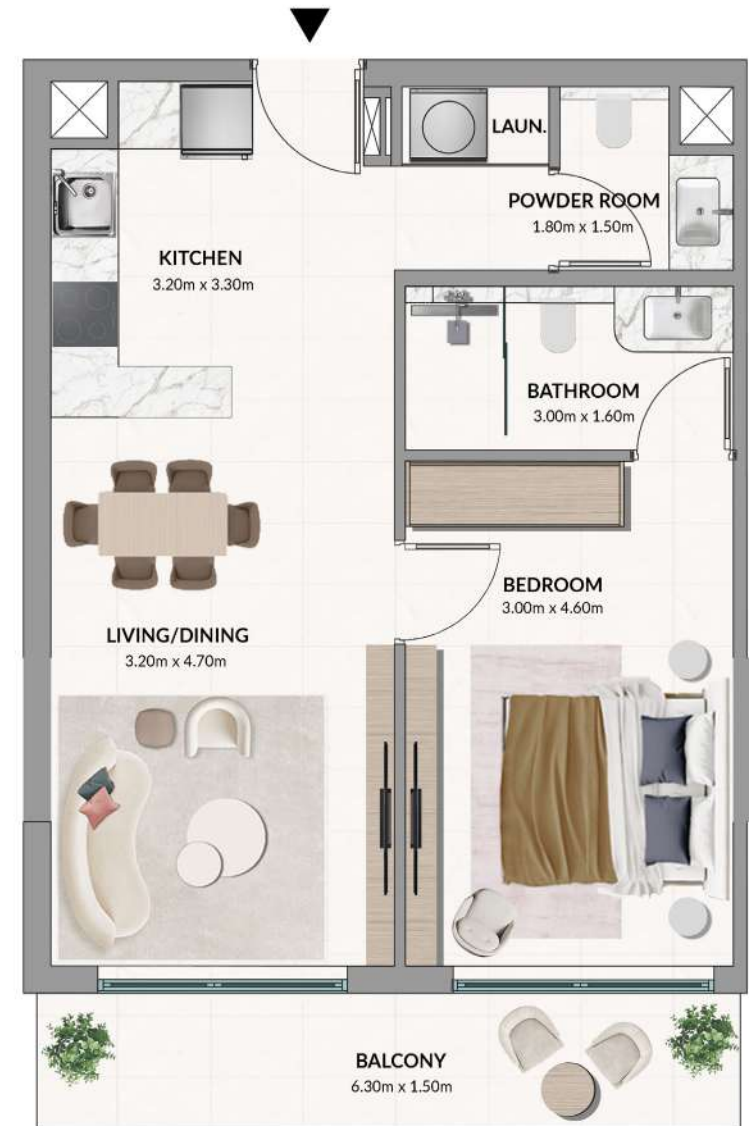 LAUN.
POWDER ROOM
1.80m x 1.50m
KITCHEN
3.20m x 3.30m
BATHROOM
3.00m x 1.60m
BEDROOM
3.00m x 4.60m
LIVING/DINING
3.20m x 4.70m
BALCONY
6.30m x 1.50m